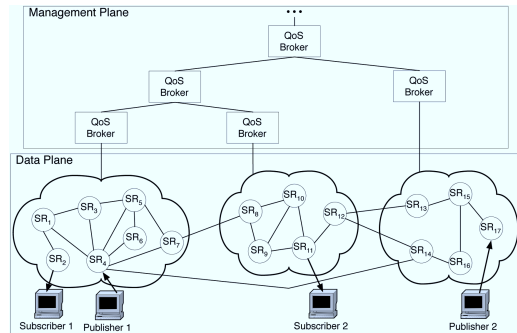 Management Plane
•••
QoS
Broker
QoS
Broker
QoS
Broker
QoS
Broker
QoS
Broker
Data Plane
SR1
SR2
SR3
SR4
SR5
SR6
SR7
SR8
SR9
SR10
SR11
SR12
SR13
SR14
SR15
SR16
SR17
Subscriber 1
Publisher 1
Subscriber 2
Publisher 2